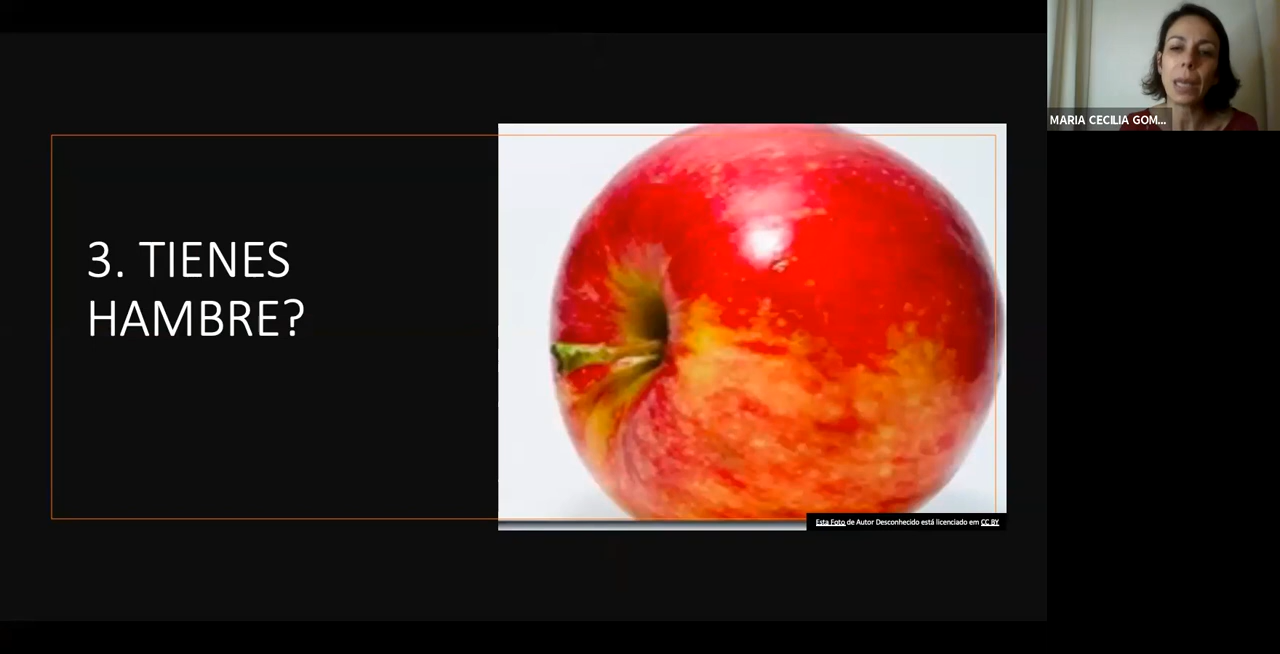 3. TIENES
HAMBRE?
Esta Foto de Autor Desconhecido está licenciado em CC BY
MARIA CECILIA GOM...